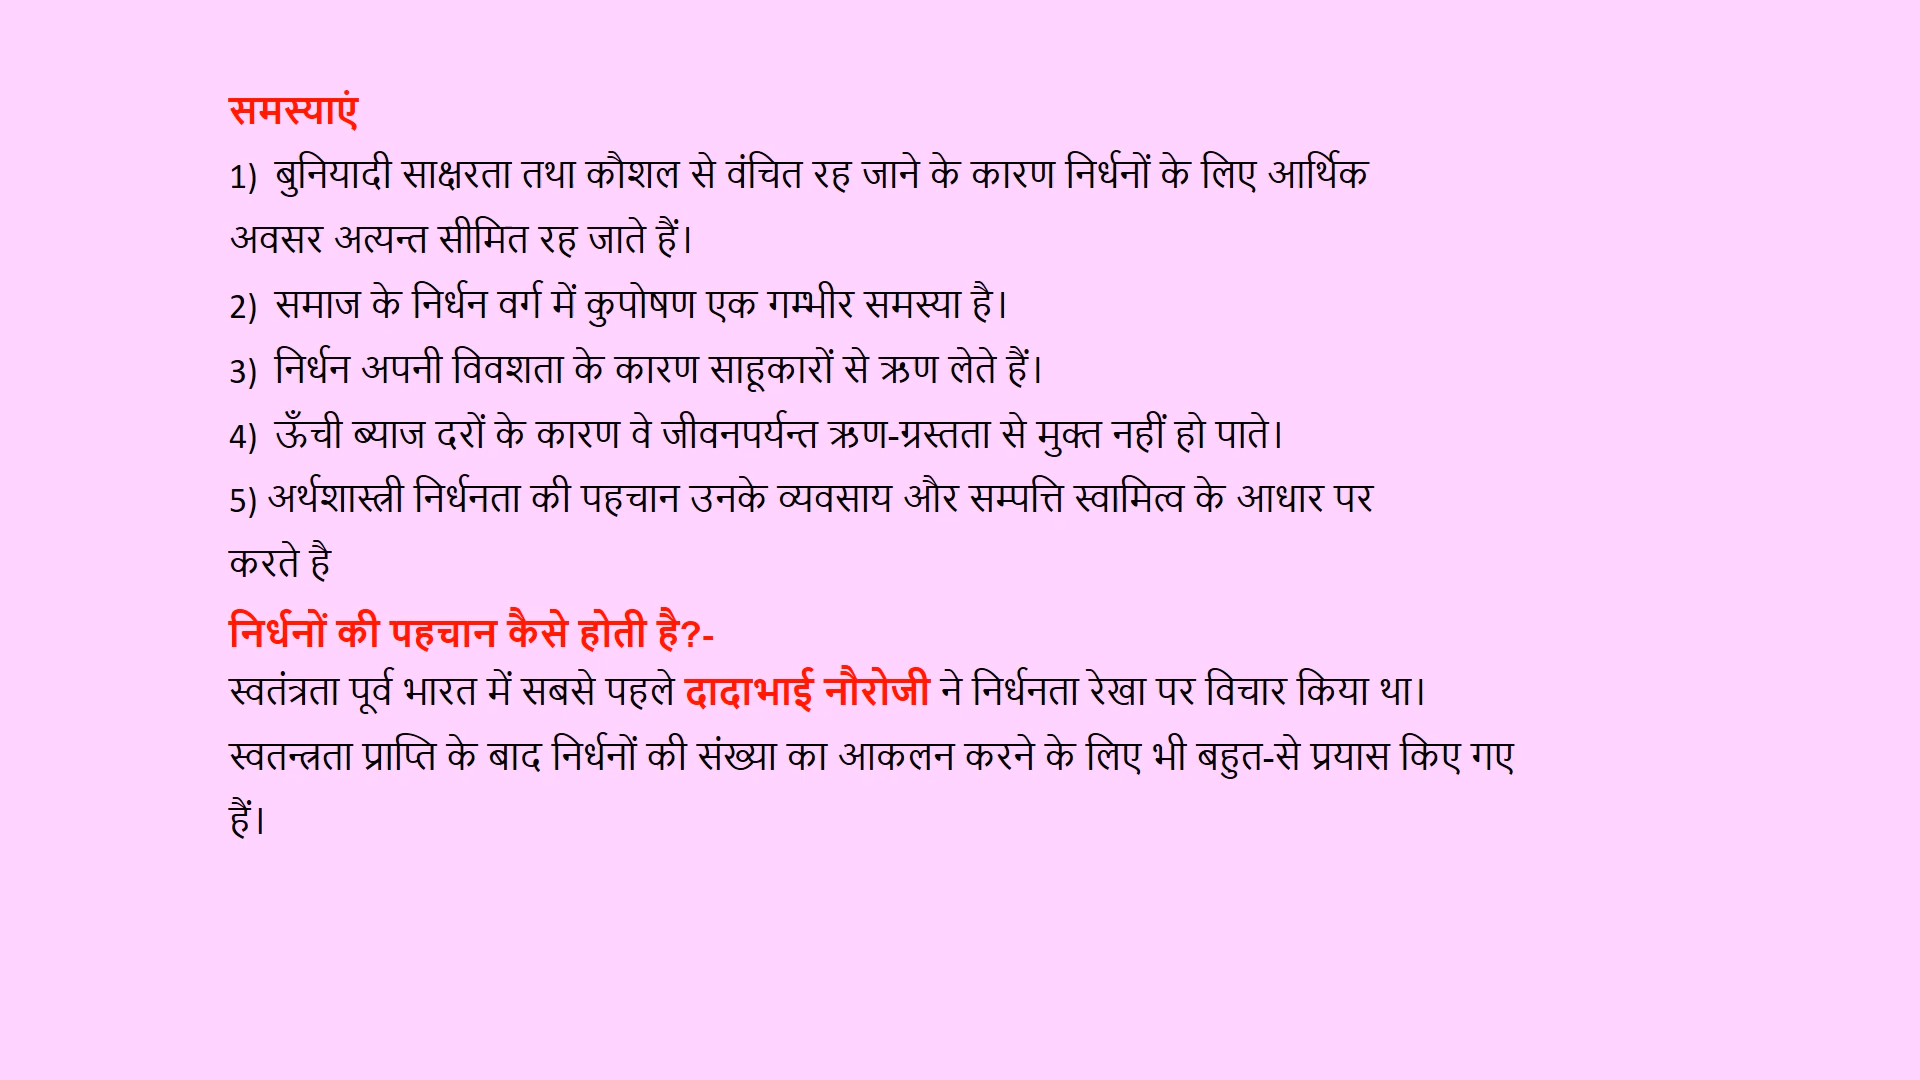 समस्याएं
1) बुनियादी साक्षरता तथा कौशल से वंचित रह जाने के कारण निर्धनों के लिए आर्थिक
अवसर अत्यन्त सीमित रह जाते हैं।
2) समाज के निर्धन वर्ग में कुपोषण एक गम्भीर समस्या है।
3) निर्धन अपनी विवशता के कारण साहूकारों से ऋण लेते हैं।
4) ऊँची ब्याज दरों के कारण वे जीवनपर्यन्त ऋण-ग्रस्तता से मुक्त नहीं हो पाते।
5) अर्थशास्त्री निर्धनता की पहचान उनके व्यवसाय और सम्पत्ति स्वामित्व के आधार पर
करते है
निर्धनों की पहचान कैसे होती है?-
स्वतंत्रता पूर्व भारत में सबसे पहले दादाभाई नौरोजी ने निर्धनता रेखा पर विचार किया था।
स्वतन्त्रता प्राप्ति के बाद निर्धनों की संख्या का आकलन करने के लिए भी बहुत-से प्रयास किए गए
हैं।